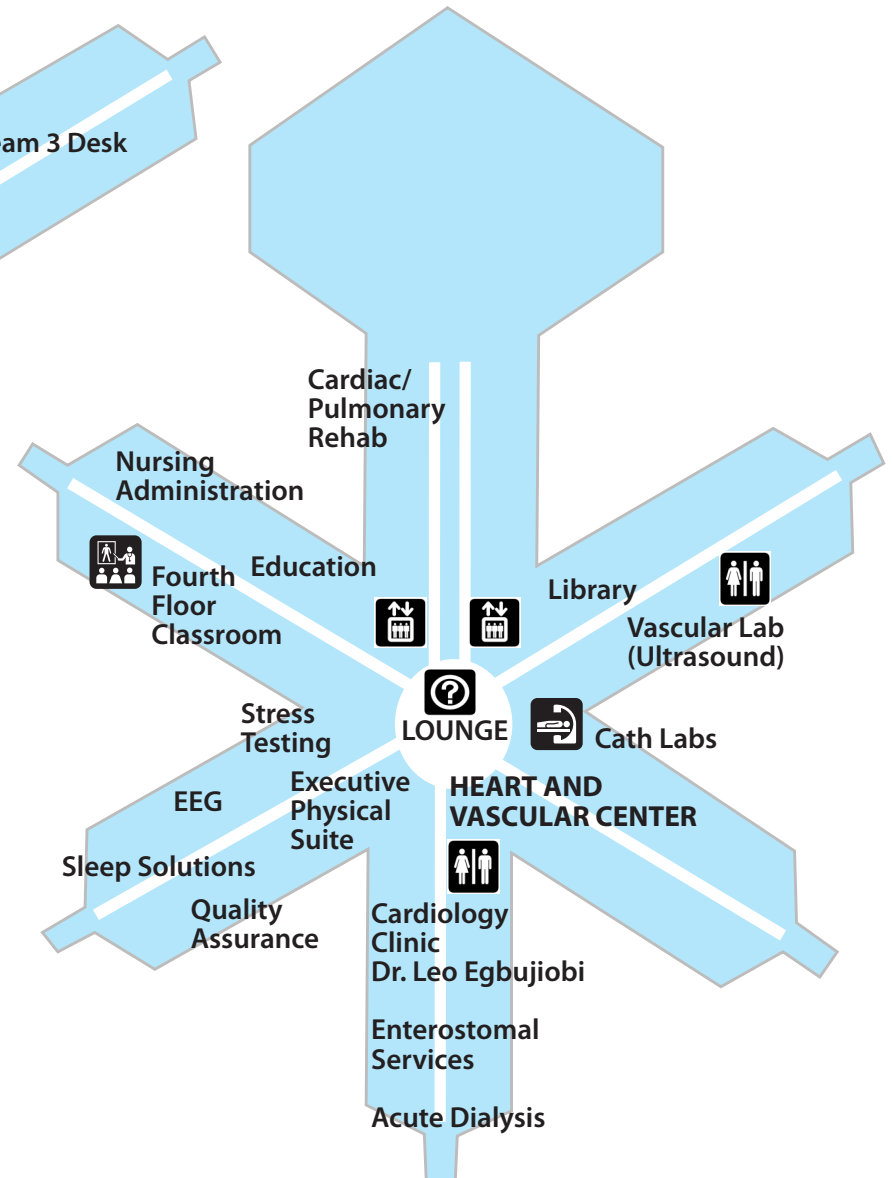 3 Desk
Cardiac/
Pulmonary
Rehab
Nursing
Administration
Education
Fourth
Floor
Classroom
Library
Vascular Lab
(Ultrasound)
Stress
Testing
?
LOUNGE
Cath Labs
EEG
Executive
Physical
Suite
HEART AND
VASCULAR CENTER
Sleep Solutions
Quality
Assurance
Cardiology
Clinic
Dr. Leo Egbujiobi
Enterostomal
Services
Acute Dialysis